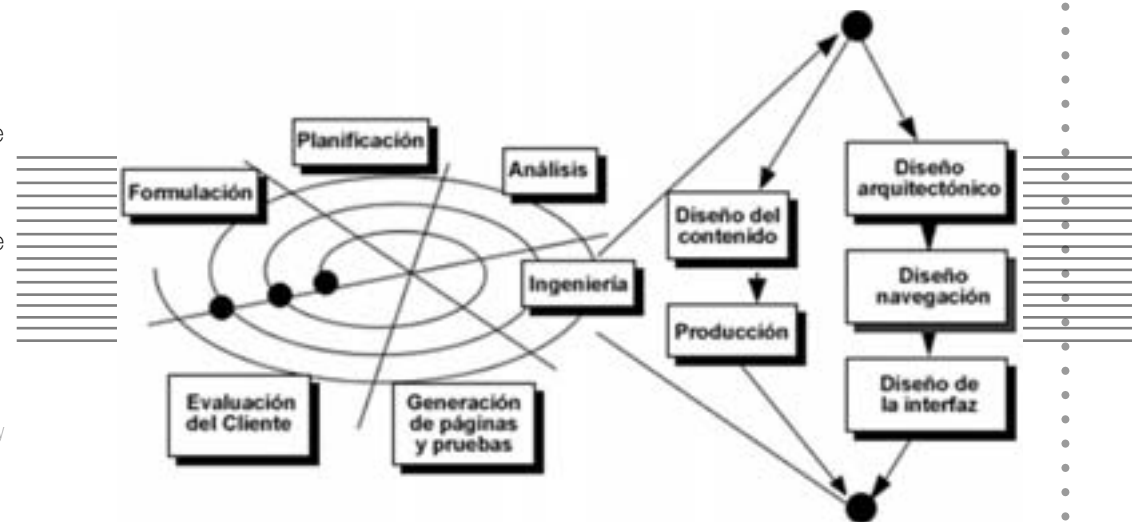 Planificación
Formulación
Análisis
Ingeniería
Evaluación
del Cliente
Generación
de páginas
y pruebas
Diseño del
contenido
Producción
Diseño
arquitectónico
Diseño
navegación
Diseño de
la interfaz
e
e